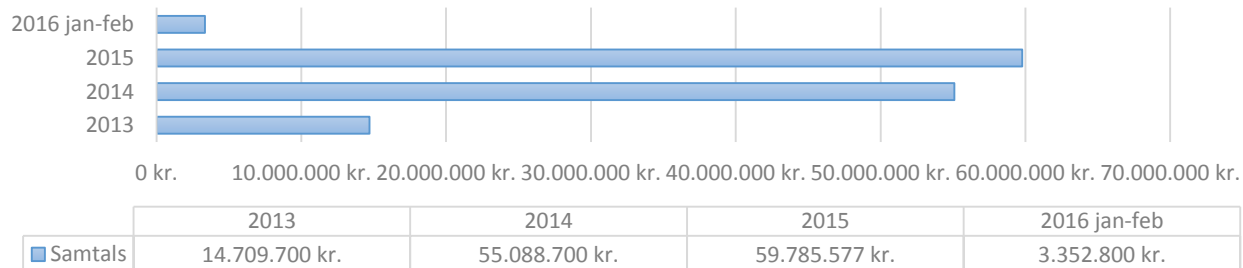 2016 jan-feb
2015
2014
2013
0 kr. 10.000.000 kr. 20.000.000 kr. 30.000.000 kr. 40.000.000 kr. 50.000.000 kr. 60.000.000 kr. 70.000.000 kr.
2013 2014 2015 2016 jan-feb
Samtals 14.709.700 kr. 55.088.700 kr. 59.785.577 kr. 3.352.800 kr.